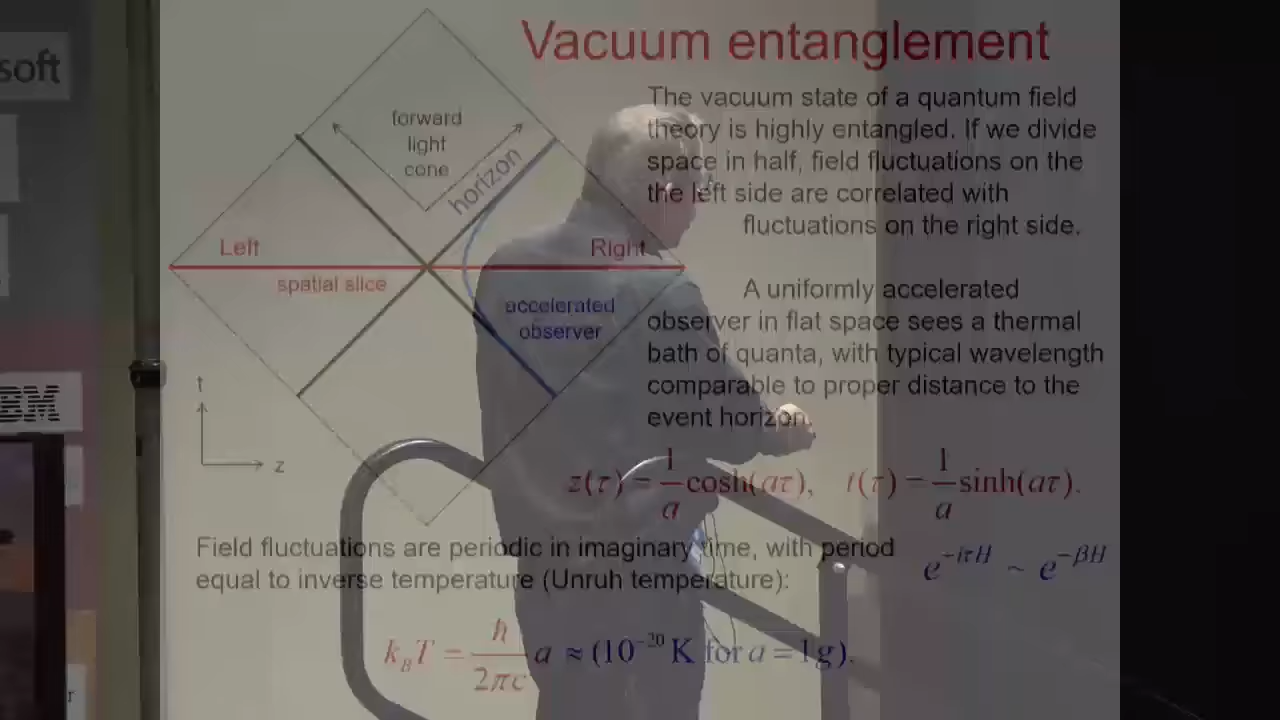 soft
Vacuum entanglement
forward
light
cone
horizon
Left
Right
spatial slice
accelerated
observer
t
z
The vacuum state of a quantum field
theory is highly entangled. If we divide
space in half, field fluctuations on the
the left side are correlated with
fluctuations on the right side.
A uniformly accelerated
observer in flat space sees a thermal
bath of quanta, with typical wavelength
comparable to proper distance to the
event horizon.
IBM
z(τ) = 1/a cosh(aτ), t(τ) = 1/a sinh(aτ).
Field fluctuations are periodic in imaginary time, with period
equal to inverse temperature (Unruh temperature):
e^{-iτH} ~ e^{-βH}
k_B T = ħ/2πc a ≈ (10^{-20} K for a = 1g).
r